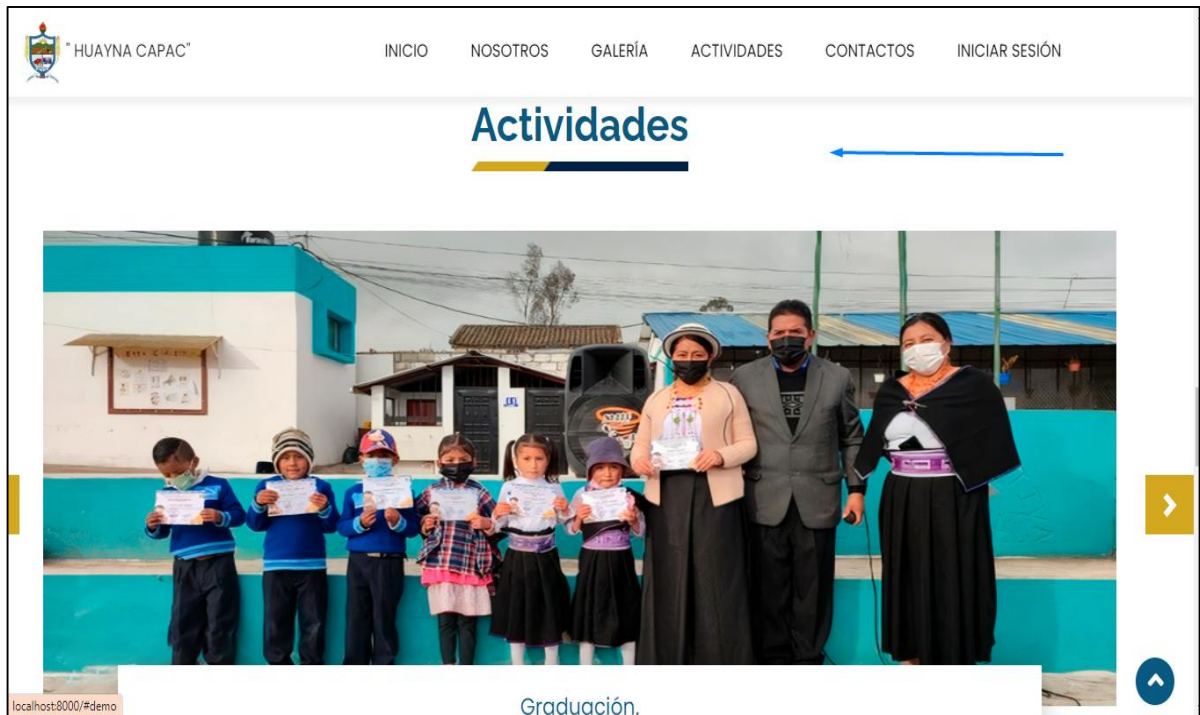 " HUAYNA CAPAC"
INICIO NOSOTROS GALERÍA ACTIVIDADES CONTACTOS INICIAR SESIÓN
Actividades
Graduación.
localhost:8000/#demo